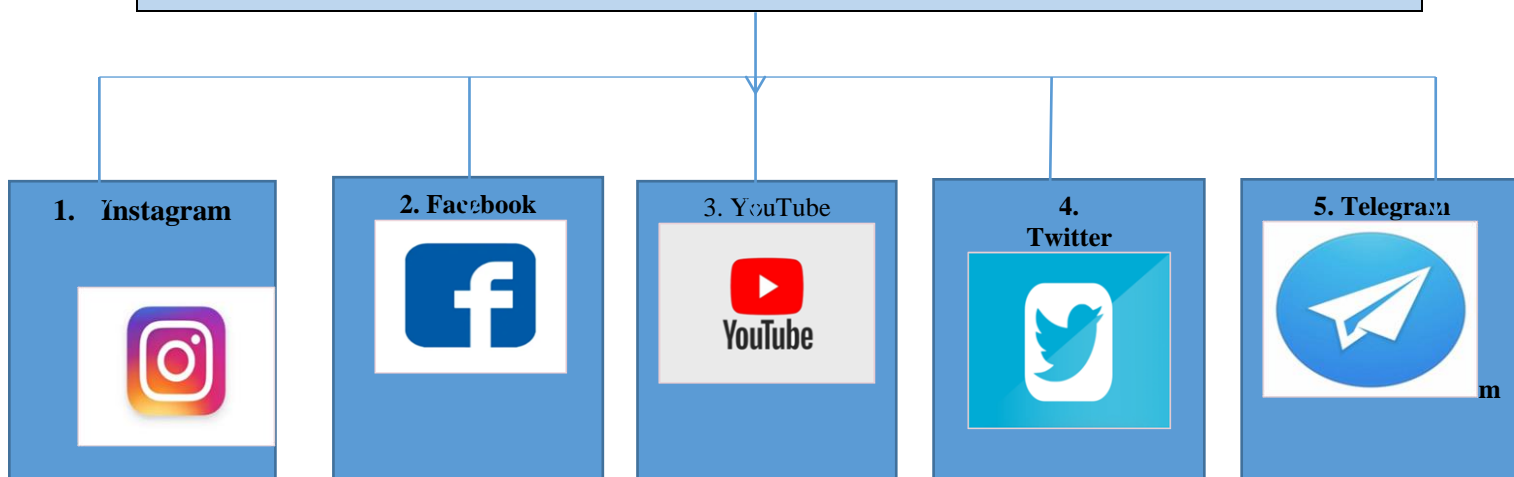 1. Instagram
2. Facebook
3. YouTube
YouTube
4.
Twitter
5. Telegram
m